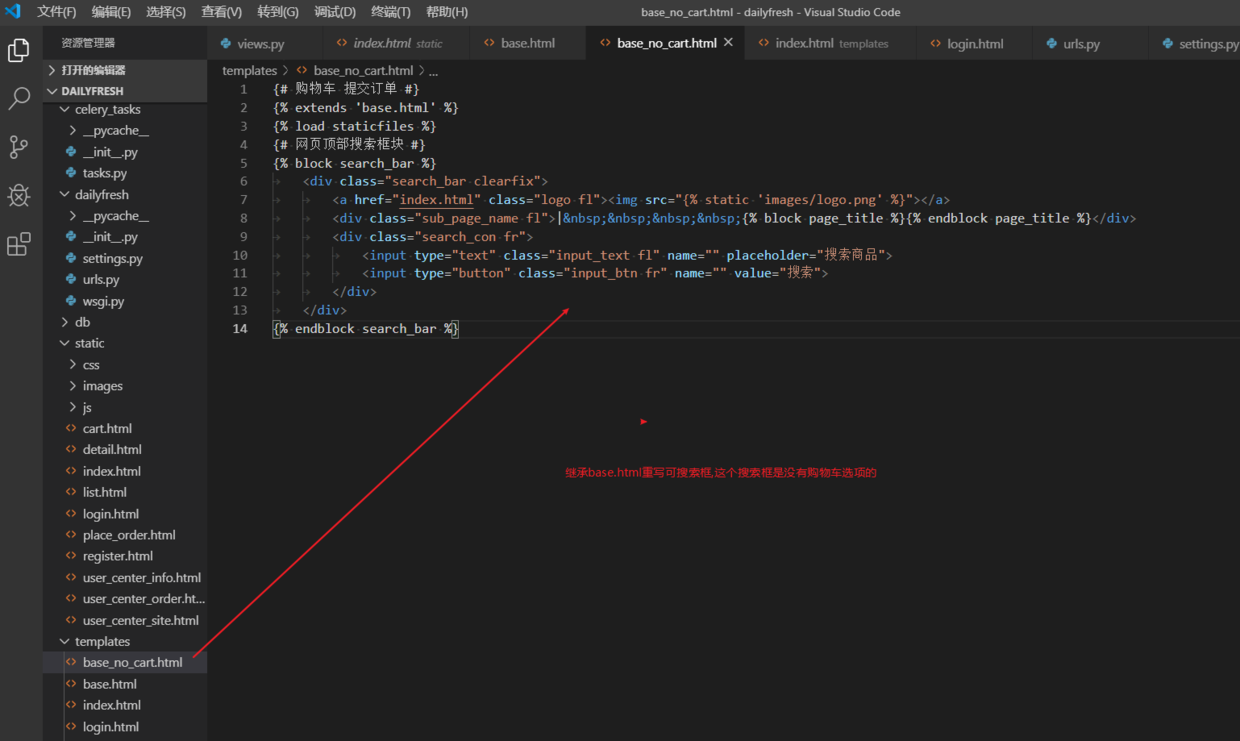 文件(F) 编辑(E) 选择(S) 查看(V) 转到(G) 调试(D) 终端(T) 帮助(H) base_no_cart.html - dailyfresh - Visual Studio Code
资源管理器
打开的编辑器
DAILYFRESH
celery_tasks
__pycache__
__init__.py
tasks.py
dailyfresh
__pycache__
__init__.py
settings.py
urls.py
wsgi.py
db
static
css
images
js
cart.html
detail.html
index.html
list.html
login.html
place_order.html
register.html
user_center_info.html
user_center_order.ht...
user_center_site.html
templates
base_no_cart.html
base.html
index.html
login.html
views.py index.html static base.html base_no_cart.html index.html templates login.html urls.py settings.py
templates > base_no_cart.html > ...
1 {# 购物车 提交订单 #}
2 {% extends 'base.html' %}
3 {% load staticfiles %}
4 {# 网页顶部搜索框块 #}
5 {% block search_bar %}
6 <div class="search_bar clearfix">
7 <a href="index.html" class="logo fl"><img src="{% static 'images/logo.png' %}"></a>
8 <div class="sub_page_name fl">|&nbsp;&nbsp;&nbsp;&nbsp;{% block page_title %}{% endblock page_title %}</div>
9 <div class="search_con fr">
10 <input type="text" class="input_text fl" name="" placeholder="搜索商品">
11 <input type="button" class="input_btn fr" name="" value="搜索">
12 </div>
13 </div>
14 {% endblock search_bar %}
继承base.html重写可搜索框,这个搜索框是没有购物车选项的